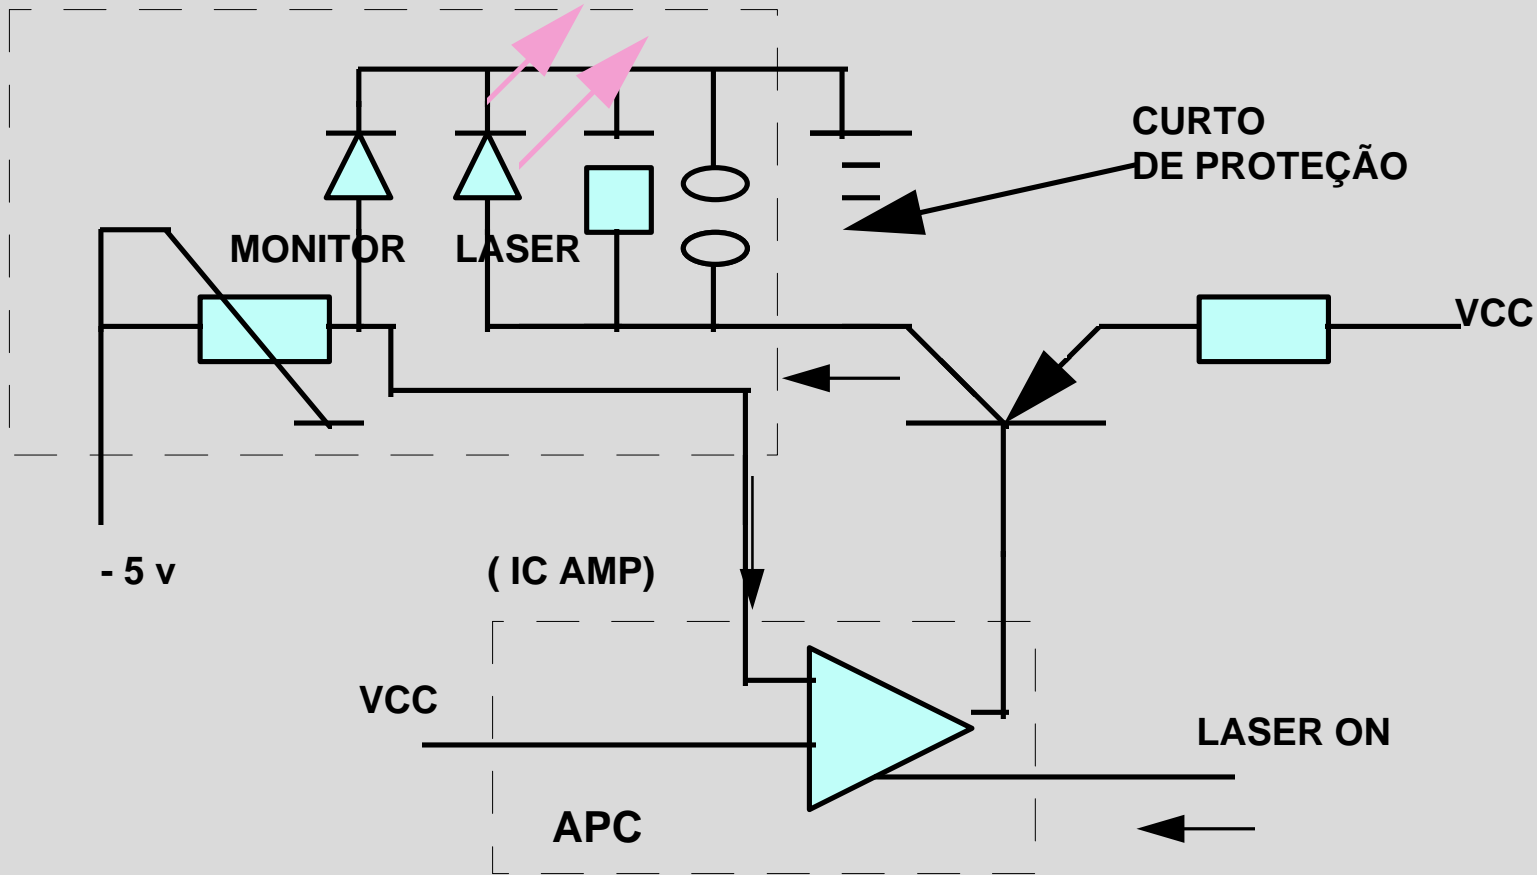 CURTO
DE PROTEÇÃO
MONITOR
LASER
VCC
- 5 v
( IC AMP)
VCC
LASER ON
APC